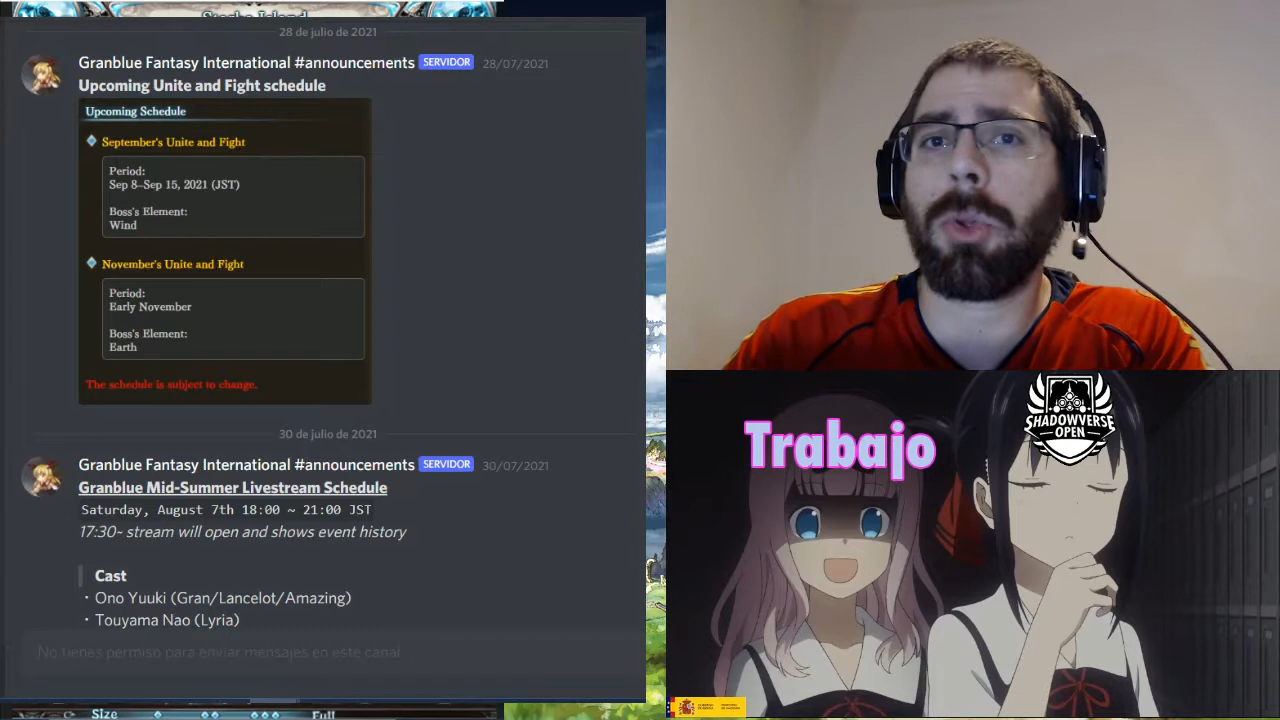 28 de julio de 2021
Granblue Fantasy International #announcements SERVIDOR 28/07/2021
Upcoming Unite and Fight schedule
Upcoming Schedule
September's Unite and Fight
Period:
Sep 8–Sep 15, 2021 (JST)
Boss's Element:
Wind
November's Unite and Fight
Period:
Early November
Boss's Element:
Earth
The schedule is subject to change.
30 de julio de 2021
Granblue Fantasy International #announcements SERVIDOR 30/07/2021
Granblue Mid-Summer Livestream Schedule
Saturday, August 7th 18:00 ~ 21:00 JST
17:30~ stream will open and shows event history
Cast
· Ono Yuuki (Gran/Lancelot/Amazing)
· Touyama Nao (Lyria)
No tienes permiso para enviar mensajes en este canal
Size
Full
Trabajo
SHADOWVERSE
OPEN